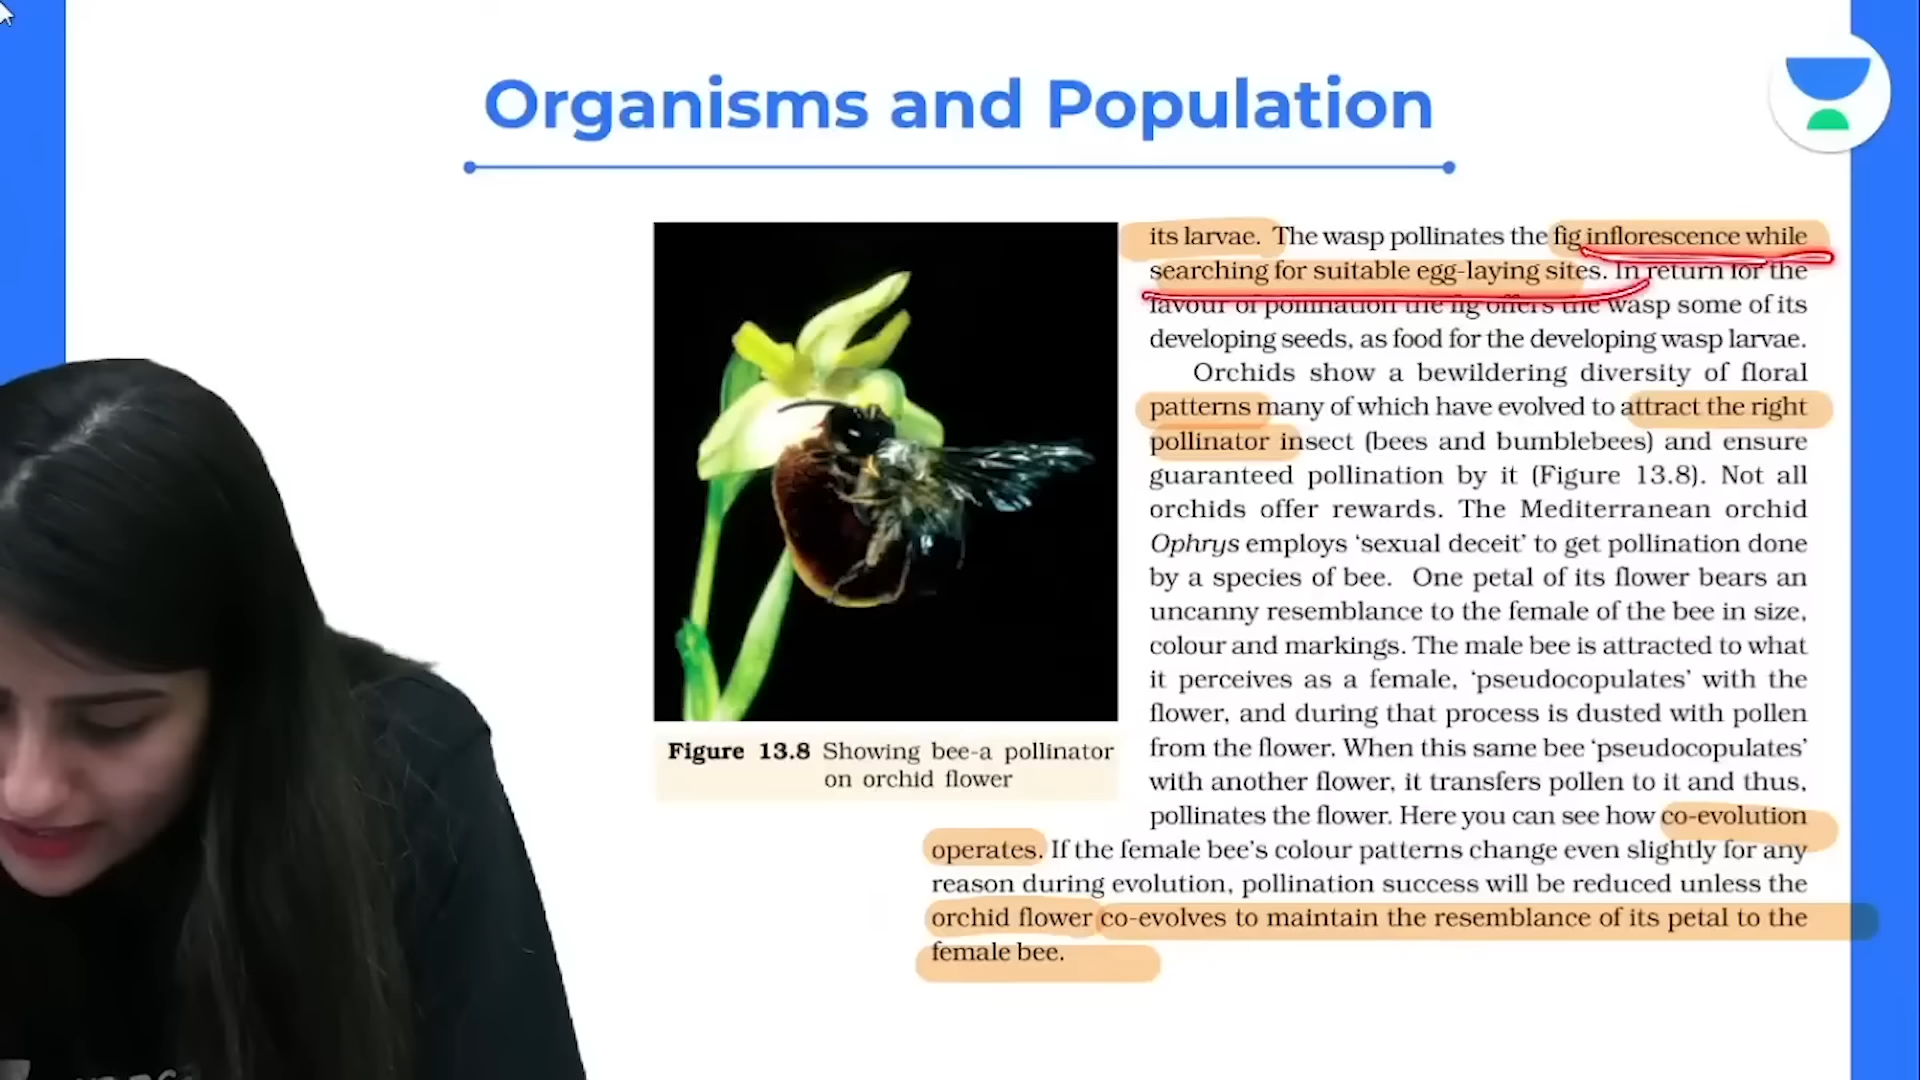 Organisms and Population
its larvae. The wasp pollinates the fig inflorescence while
searching for suitable egg-laying sites. In return for the
favour of pollination the fig offers the wasp some of its
developing seeds, as food for the developing wasp larvae.
Orchids show a bewildering diversity of floral
patterns many of which have evolved to attract the right
pollinator insect (bees and bumblebees) and ensure
guaranteed pollination by it (Figure 13.8). Not all
orchids offer rewards. The Mediterranean orchid
Ophrys employs ‘sexual deceit’ to get pollination done
by a species of bee. One petal of its flower bears an
uncanny resemblance to the female of the bee in size,
colour and markings. The male bee is attracted to what
it perceives as a female, ‘pseudocopulates’ with the
flower, and during that process is dusted with pollen
from the flower. When this same bee ‘pseudocopulates’
with another flower, it transfers pollen to it and thus,
pollinates the flower. Here you can see how co-evolution
operates. If the female bee’s colour patterns change even slightly for any
reason during evolution, pollination success will be reduced unless the
orchid flower co-evolves to maintain the resemblance of its petal to the
female bee.
Figure 13.8 Showing bee-a pollinator
on orchid flower